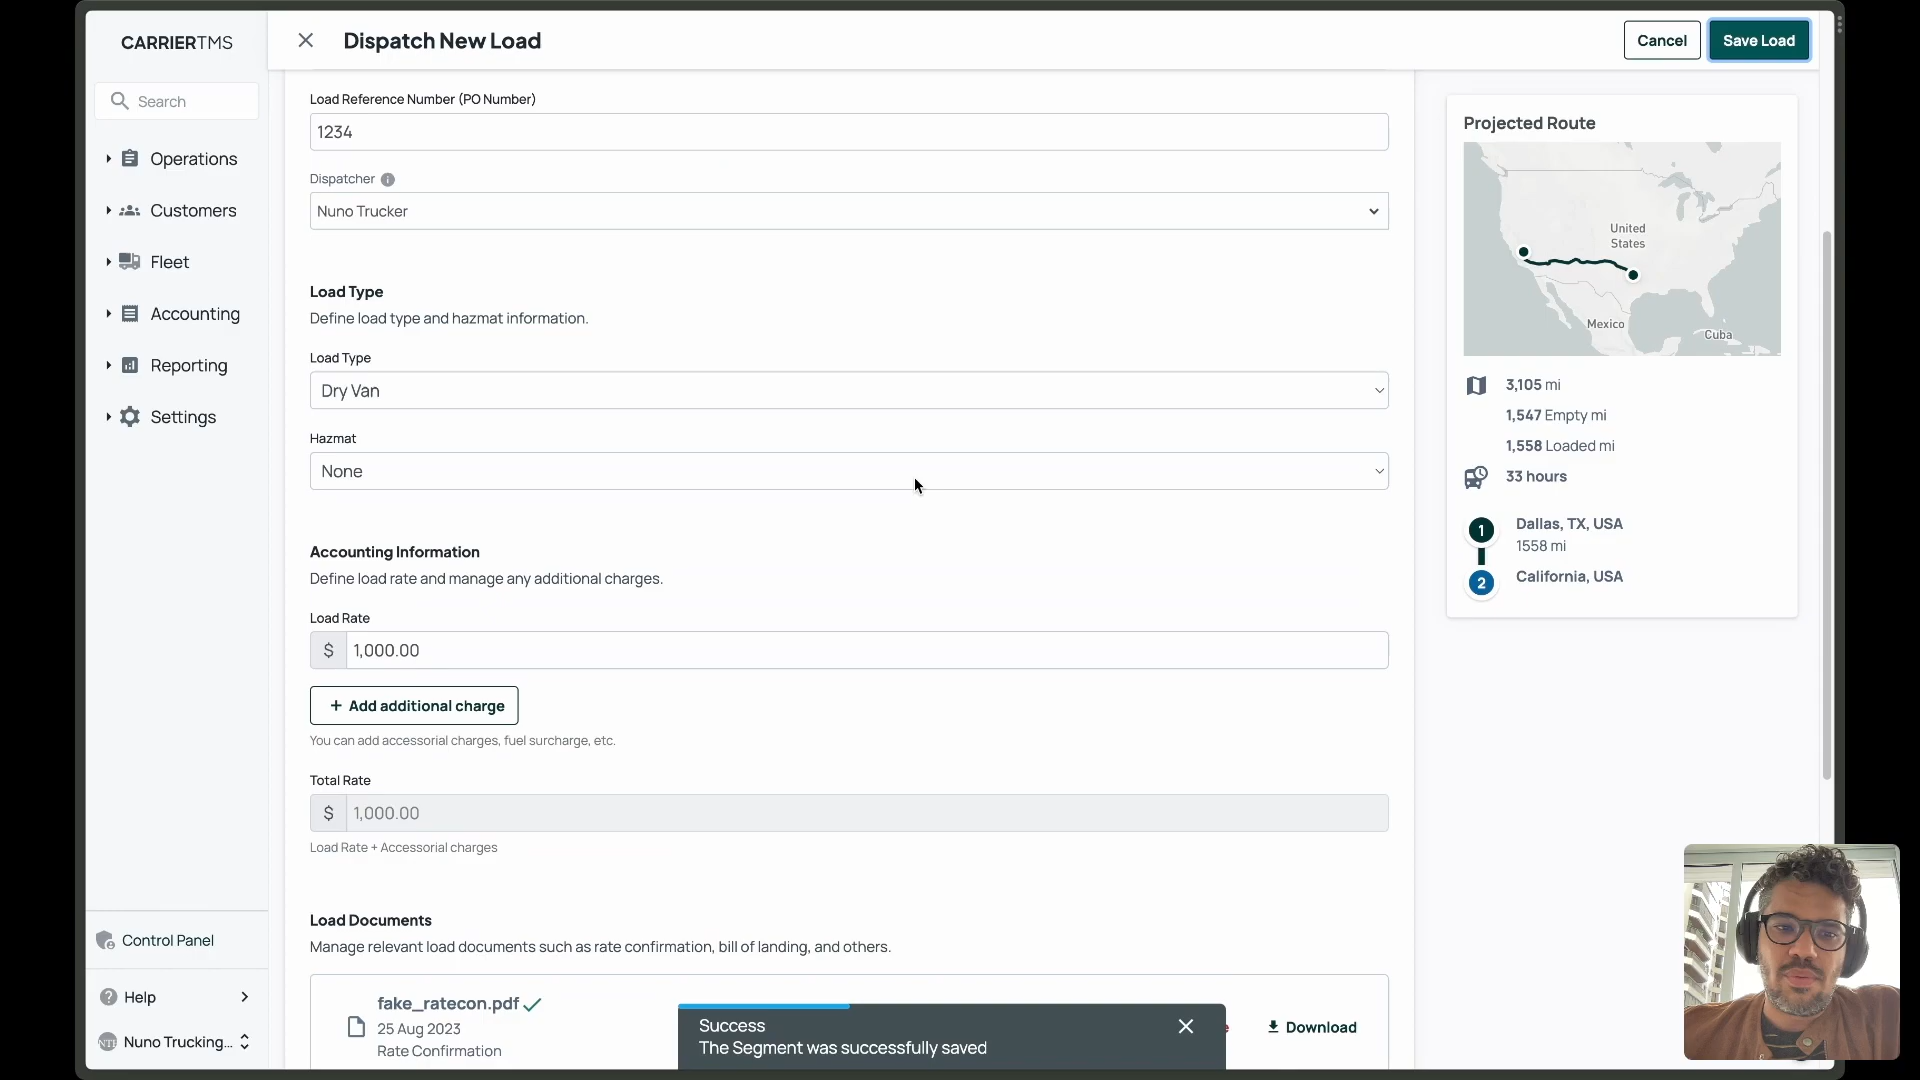 CARRIERTMS
Search
Operations
Customers
Fleet
Accounting
Reporting
Settings
Control Panel
Help
Nuno Trucking...
Dispatch New Load
Cancel
Save Load
Load Reference Number (PO Number)
1234
Dispatcher
Nuno Trucker
Load Type
Define load type and hazmat information.
Load Type
Dry Van
Hazmat
None
Accounting Information
Define load rate and manage any additional charges.
Load Rate
$ 1,000.00
+ Add additional charge
You can add accessorial charges, fuel surcharge, etc.
Total Rate
$ 1,000.00
Load Rate + Accessorial charges
Load Documents
Manage relevant load documents such as rate confirmation, bill of landing, and others.
fake_ratecon.pdf
25 Aug 2023
Rate Confirmation
Download
Success
The Segment was successfully saved
Projected Route
United
States
Mexico
Cuba
3,105 mi
1,547 Empty mi
1,558 Loaded mi
33 hours
1 Dallas, TX, USA
1558 mi
2 California, USA